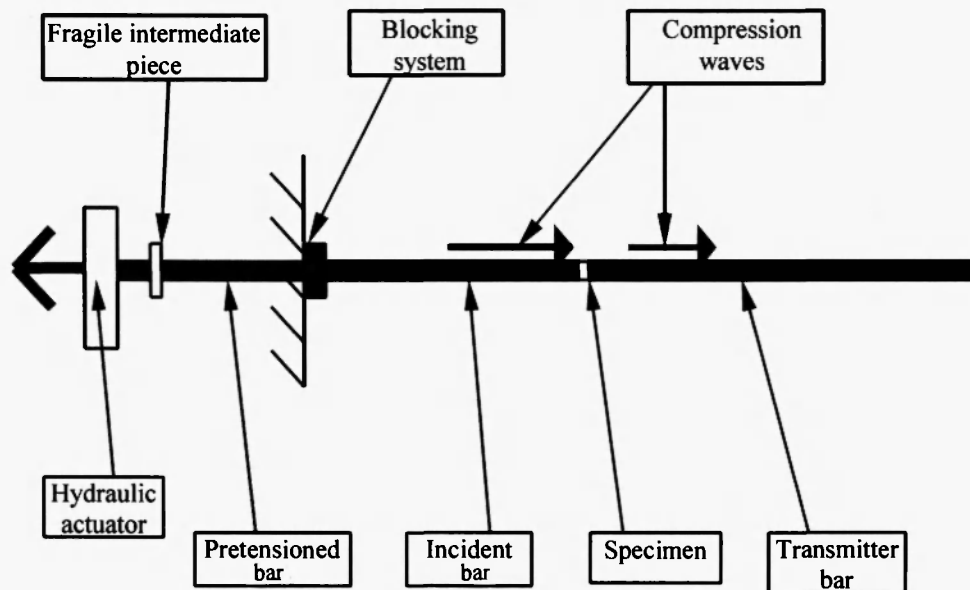 Fragile intermediate
piece
Blocking
system
Compression
waves
Hydraulic
actuator
Pretensioned
bar
Incident
bar
Specimen
Transmitter
bar